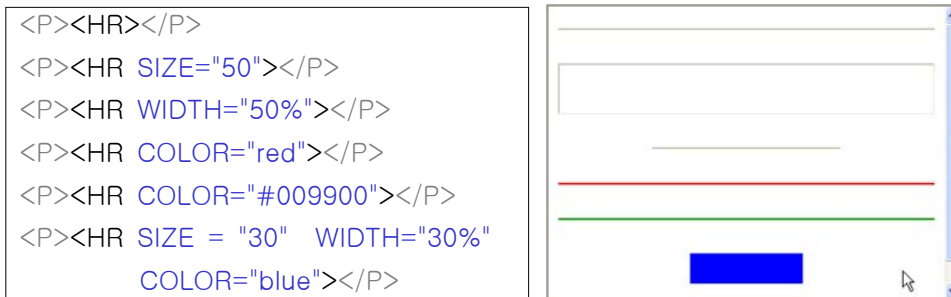 <P><HR></P>
<P><HR SIZE="50"></P>
<P><HR WIDTH="50%"></P>
<P><HR COLOR="red"></P>
<P><HR COLOR="#009900"></P>
<P><HR SIZE = "30" WIDTH="30%"
COLOR="blue"></P>